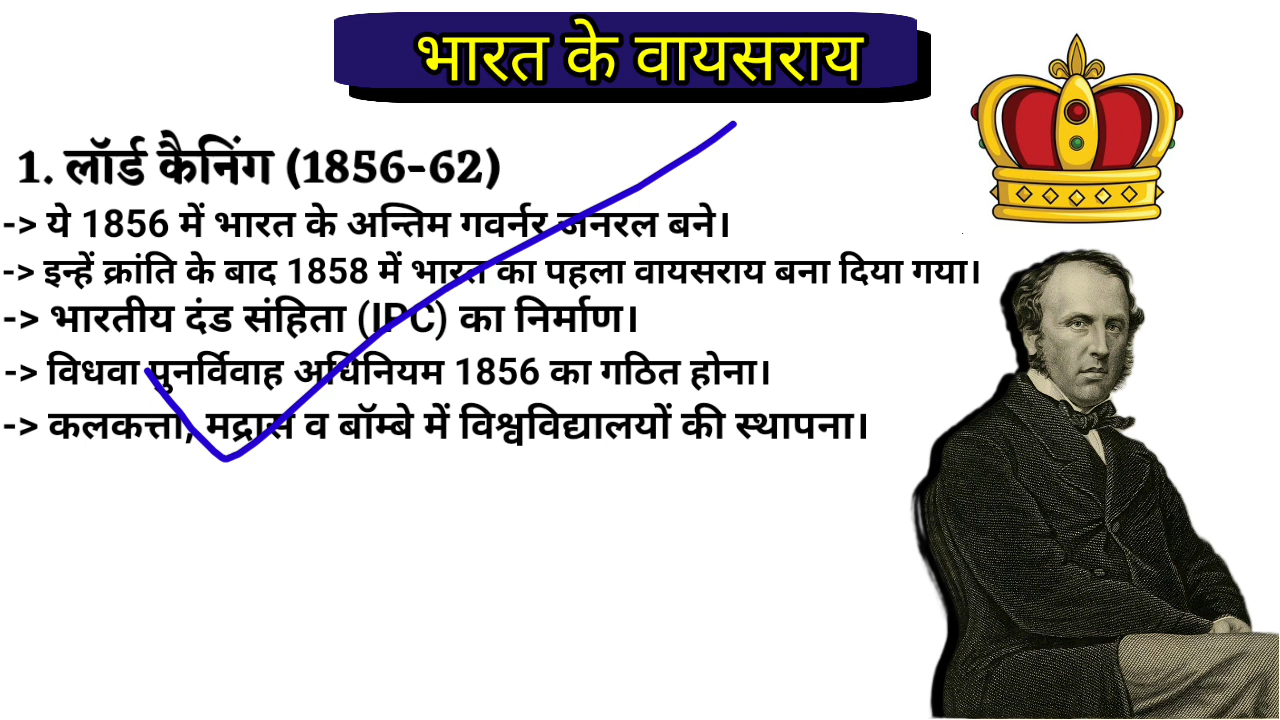 भारत के वायसराय
1. लॉर्ड कैनिंग (1856-62)
-> ये 1856 में भारत के अन्तिम गवर्नर जनरल बने।
-> इन्हें क्रांति के बाद 1858 में भारत का पहला वायसराय बना दिया गया।
-> भारतीय दंड संहिता (IPC) का निर्माण।
-> विधवा पुनर्विवाह अधिनियम 1856 का गठित होना।
-> कलकत्ता, मद्रास व बॉम्बे में विश्वविद्यालयों की स्थापना।